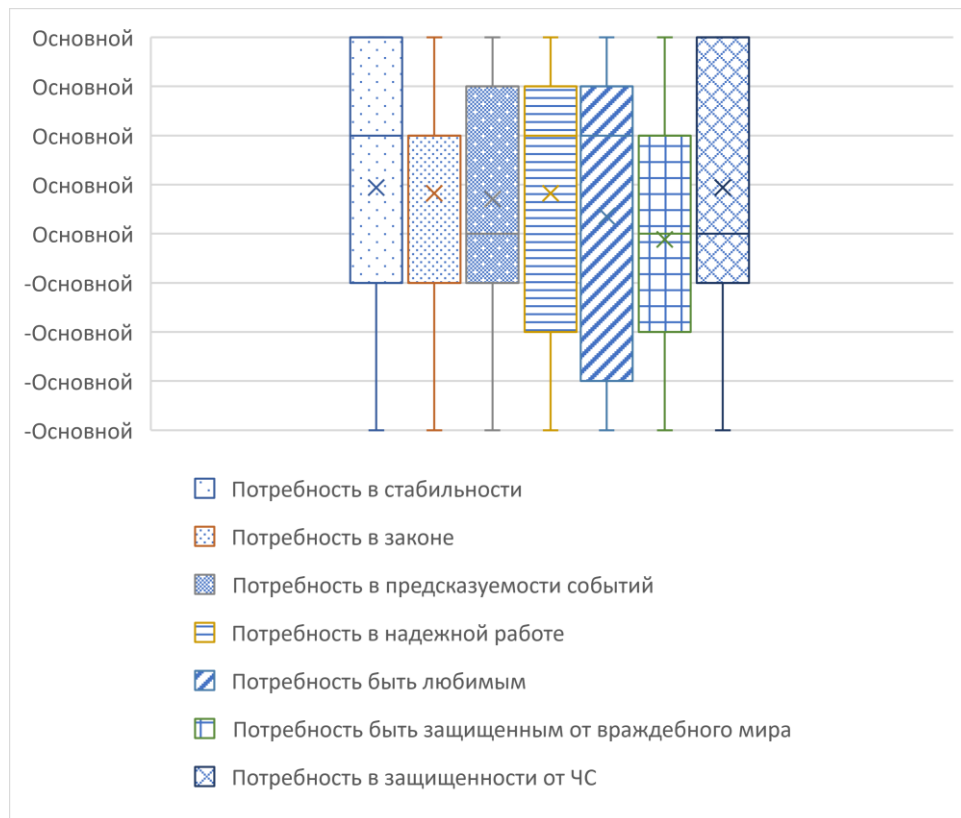 Основной
Основной
Основной
Основной
Основной
-Основной
-Основной
-Основной
-Основной
Потребность в стабильности
Потребность в законе
Потребность в предсказуемости событий
Потребность в надежной работе
Потребность быть любимым
Потребность быть защищенным от враждебного мира
Потребность в защищенности от ЧС